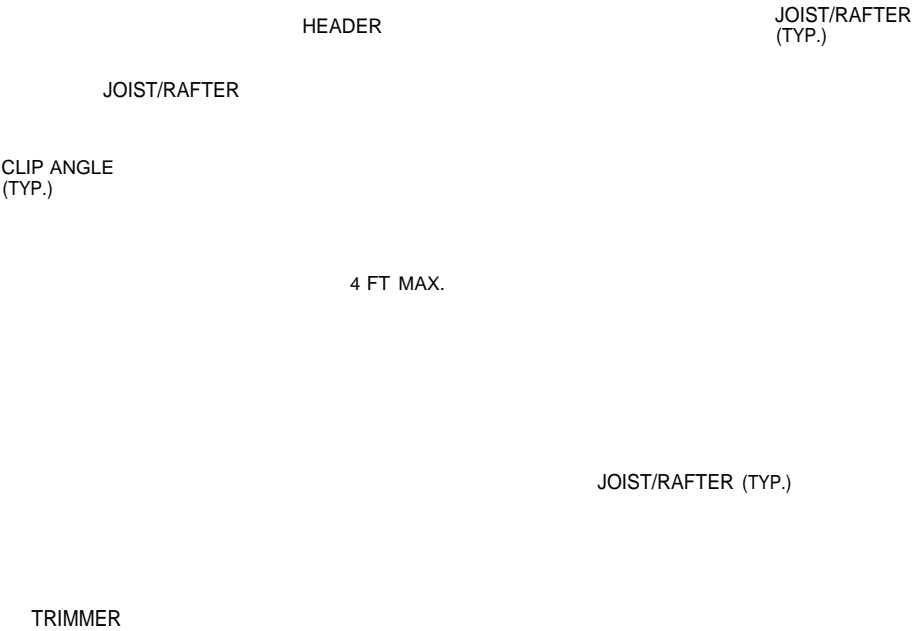 HEADER
JOIST/RAFTER
(TYP.)
JOIST/RAFTER
CLIP ANGLE
(TYP.)
4 FT MAX.
JOIST/RAFTER (TYP.)
TRIMMER